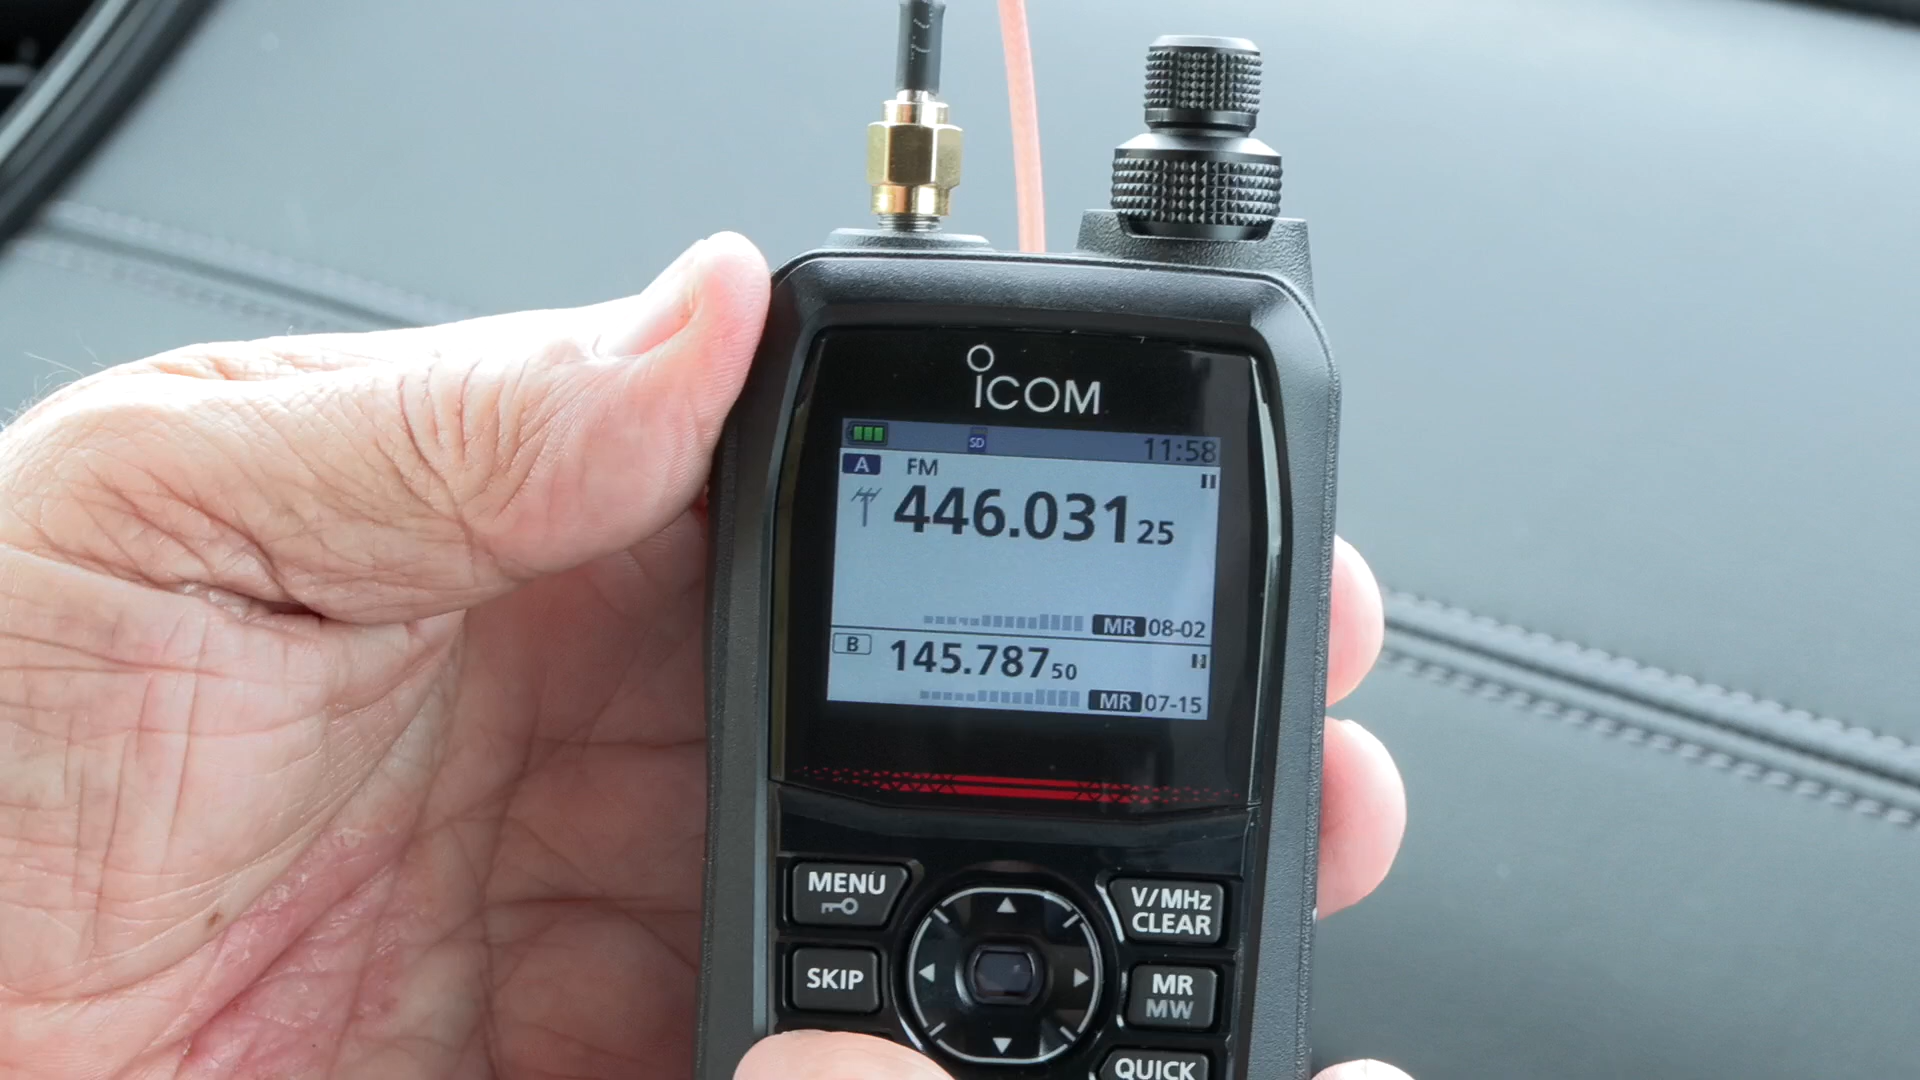 ICOM
SD 11:58
A FM
446.031 25
MR 08-02
B 145.787 50
MR 07-15
MENU
V/MHz
CLEAR
SKIP
MR
MW
QUICK